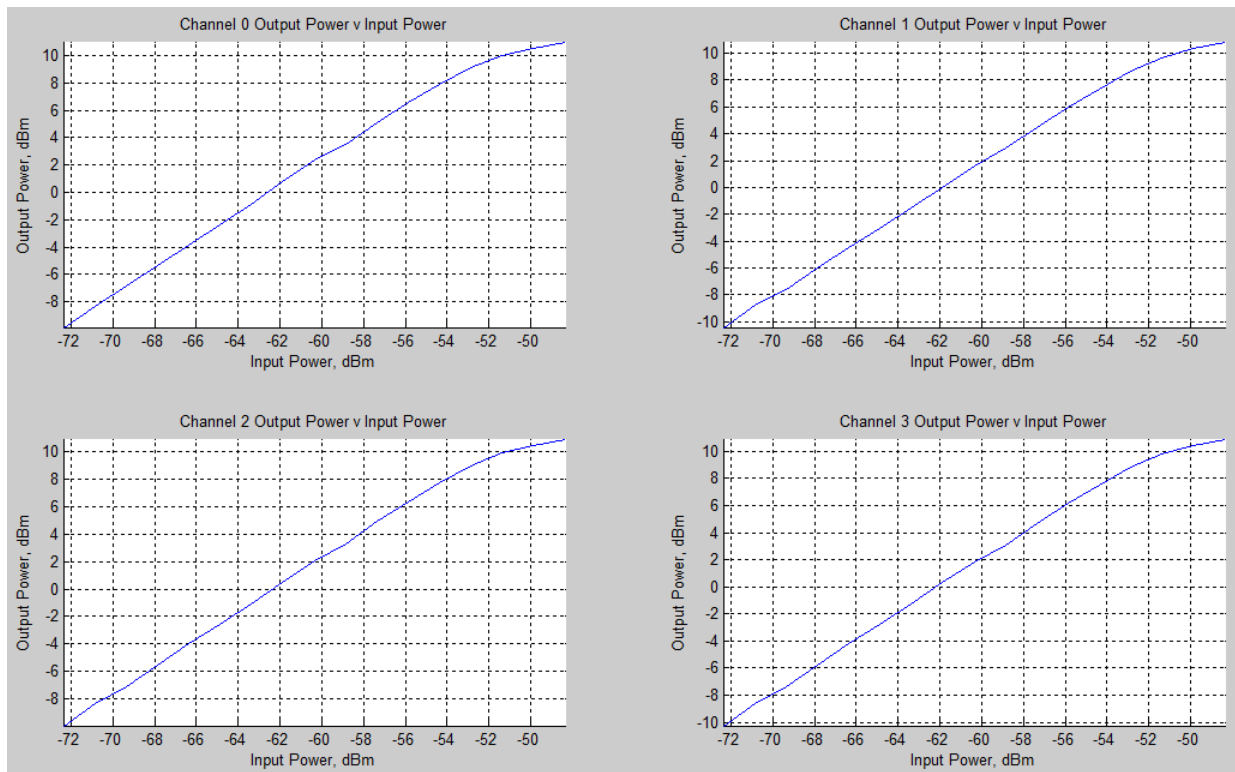 Channel 0 Output Power v Input Power
10
8
6
4
2
0
-2
-4
-6
-8
Output Power, dBm
-72 -70 -68 -66 -64 -62 -60 -58 -56 -54 -52 -50
Input Power, dBm
Channel 1 Output Power v Input Power
10
8
6
4
2
0
-2
-4
-6
-8
-10
Output Power, dBm
-72 -70 -68 -66 -64 -62 -60 -58 -56 -54 -52 -50
Input Power, dBm
Channel 2 Output Power v Input Power
10
8
6
4
2
0
-2
-4
-6
-8
Output Power, dBm
-72 -70 -68 -66 -64 -62 -60 -58 -56 -54 -52 -50
Input Power, dBm
Channel 3 Output Power v Input Power
10
8
6
4
2
0
-2
-4
-6
-8
-10
Output Power, dBm
-72 -70 -68 -66 -64 -62 -60 -58 -56 -54 -52 -50
Input Power, dBm